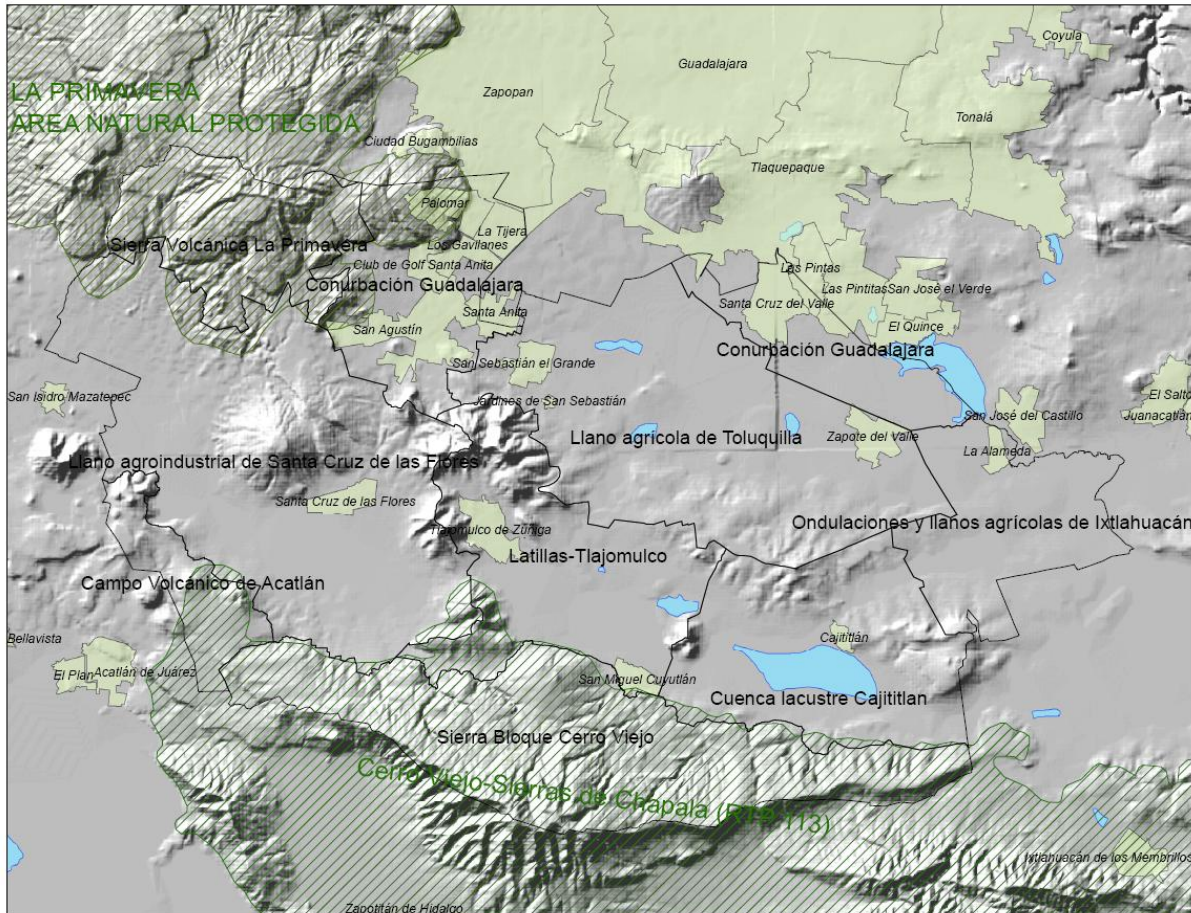 Coyula
Guadalajara
Zapopan
LA PRIMAVERA
AREA NATURAL PROTEGIDA
Tonalá
Ciudad Bugambilias
Tlaquepaque
Palomar
La Tijera
Sierra Volcánica La Primavera
Los Gavilanes
Club de Golf Santa Anita
Las Pintas
Conurbación Guadalajara
Las Pintitas
San José el Verde
Santa Cruz del Valle
Santa Anita
San Agustín
El Quince
Conurbación Guadalajara
San Sebastián el Grande
San Isidro Mazatepec
Jardines de San Sebastián
El Salto
San José del Castillo
Juanacatlán
Llano agrícola de Toluquilla
Zapote del Valle
La Alameda
Llano agroindustrial de Santa Cruz de las Flores
Santa Cruz de las Flores
Ondulaciones y llanos agrícolas de Ixtlahuacán
Tlajomulco de Zúñiga
Latillas-Tlajomulco
Campo Volcánico de Acatlán
Bellavista
Cajititlán
El Plan
Acatlán de Juárez
San Miguel Cuyutlán
Cuenca lacustre Cajititlan
Sierra Bloque Cerro Viejo
Cerro Viejo-Sierras de Chapala (RTP 113)
Ixtlahuacán de los Membrillos
Zapotitán de Hidalgo